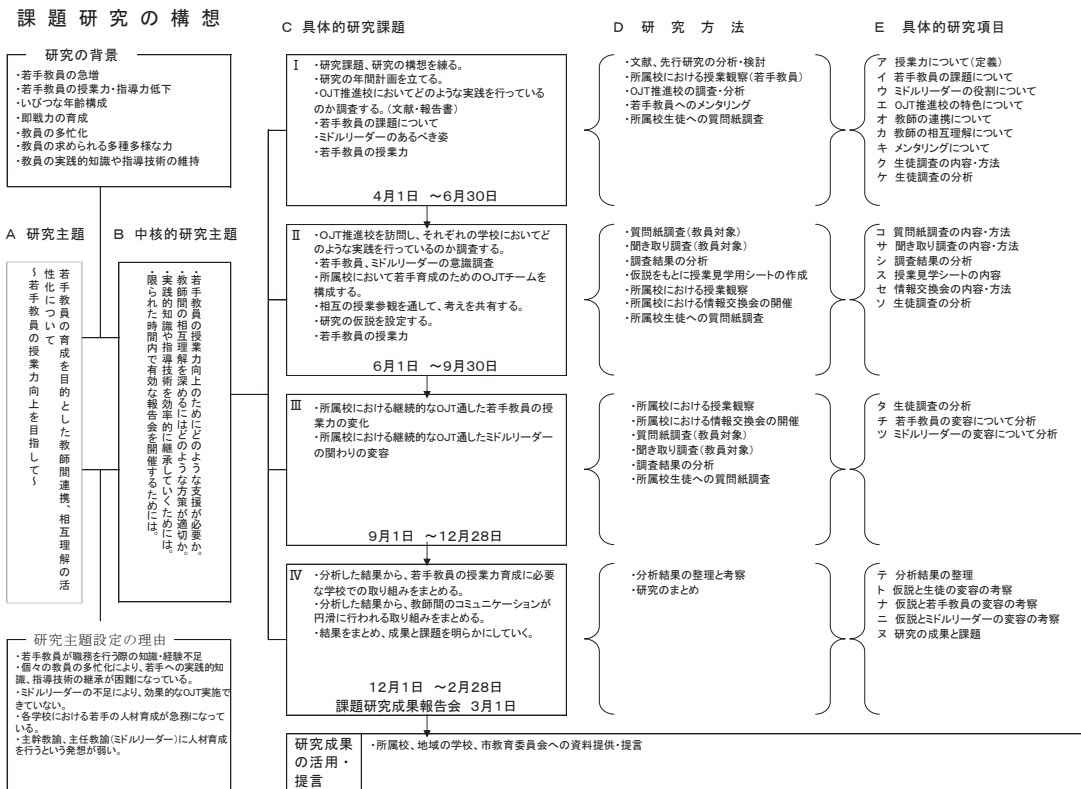 課題研究の構想
研究の背景
・若手教員の急増
・若手教員の授業力・指導力低下
・いびつな年齢構成
・即戦力の育成
・教員の多忙化
・教員の求められる多種多様な力
・教員の実践的知識や指導技術の維持
A 研究主題
若手教員の育成を目的とした教師間連携、相互理解の活
性化について
～若手教員の授業力向上を目指して～
B 中核的研究主題
・若手教員の授業力向上のためにどのような支援が必要か。
・教師間の相互理解を深めるにはどのような方策が適切か。
・実践的知識や指導技術を効率的に継承していくためには。
・限られた時間内で有効な報告会を開催するためには。
研究主題設定の理由
・若手教員が職務を行う際の知識・経験不足
・個々の教員の多忙化により、若手への実践的知
識、指導技術の継承が困難になっている。
・ミドルリーダーの不足により、効果的なOJT実施で
きていない。
・各学校における若手の人材育成が急務になって
いる。
・主幹教諭、主任教諭(ミドルリーダー)に人材育成
を行うという発想が弱い。
C 具体的研究課題
Ⅰ ・研究課題、研究の構想を練る。
・研究の年間計画を立てる。
・OJT推進校においてどのような実践を行っている
のか調査する。(文献・報告書)
・若手教員の課題について
・ミドルリーダーのあるべき姿
・若手教員の授業力
4月1日 ～6月30日
Ⅱ ・OJT推進校を訪問し、それぞれの学校においてど
のような実践を行っているのか調査する。
・若手教員、ミドルリーダーの意識調査
・所属校において若手育成のためのOJTチームを
構成する。
・相互の授業参観を通して、考えを共有する。
・研究の仮説を設定する。
・若手教員の授業力
6月1日 ～9月30日
Ⅲ ・所属校における継続的なOJT通した若手教員の授
業力の変化
・所属校における継続的なOJT通したミドルリーダー
の関わりの変容
9月1日 ～12月28日
Ⅳ ・分析した結果から、若手教員の授業力育成に必要
な学校での取り組みをまとめる。
・分析した結果から、教師間のコミュニケーションが
円滑に行われる取り組みをまとめる。
・結果をまとめ、成果と課題を明らかにしていく。
12月1日 ～2月28日
課題研究成果報告会 3月1日
D 研 究 方 法
・文献、先行研究の分析・検討
・所属校における授業観察(若手教員)
・OJT推進校の調査・分析
・若手教員へのメンタリング
・所属校生徒への質問紙調査
・質問紙調査(教員対象)
・聞き取り調査(教員対象)
・調査結果の分析
・仮説をもとに授業見学用シートの作成
・所属校における授業観察
・所属校における情報交換会の開催
・所属校生徒への質問紙調査
・所属校における授業観察
・所属校における情報交換会の開催
・質問紙調査(教員対象)
・聞き取り調査(教員対象)
・調査結果の分析
・所属校生徒への質問紙調査
・分析結果の整理と考察
・研究のまとめ
E 具体的研究項目
ア 授業力について(定義)
イ 若手教員の課題について
ウ ミドルリーダーの役割について
エ OJT推進校の特色について
オ 教師の連携について
カ 教師の相互理解について
キ メンタリングについて
ク 生徒調査の内容・方法
ケ 生徒調査の分析
コ 質問紙調査の内容・方法
サ 聞き取り調査の内容・方法
シ 調査結果の分析
ス 授業見学シートの内容
セ 情報交換会の内容・方法
ソ 生徒調査の分析
タ 生徒調査の分析
チ 若手教員の変容について分析
ツ ミドルリーダーの変容について分析
テ 分析結果の整理
ト 仮説と生徒の変容の考察
ナ 仮説と若手教員の変容の考察
ニ 仮説とミドルリーダーの変容の考察
ヌ 研究の成果と課題
研究成果
の活用・
提言
・所属校、地域の学校、市教育委員会への資料提供・提言